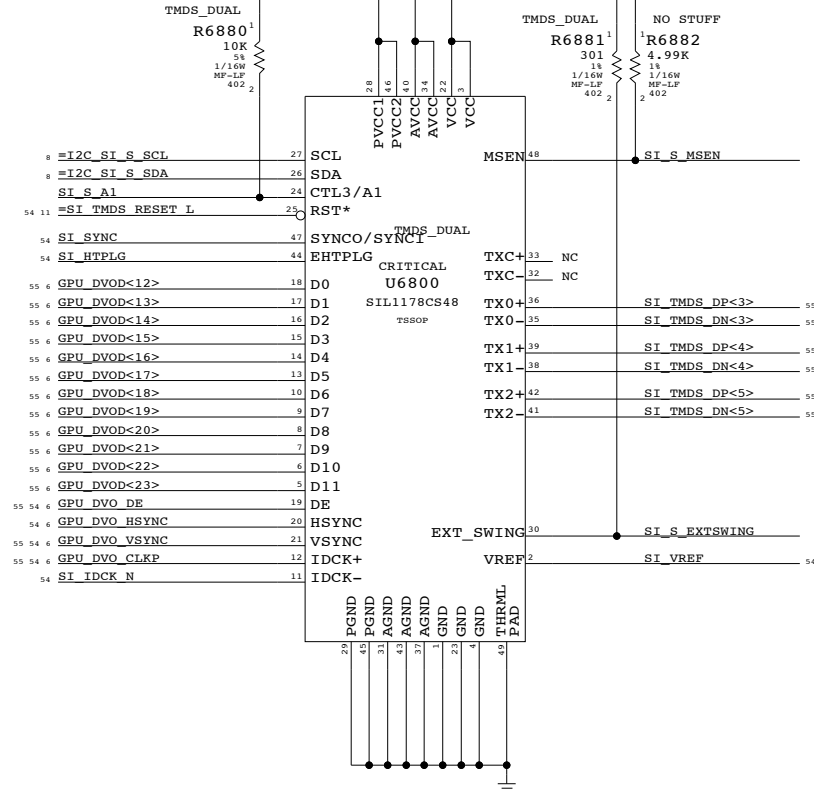 TMDS_DUAL
R6880 1
10K
5%
1/16W
MF-LF
402
2
TMDS_DUAL
R6881 1
301
1%
1/16W
MF-LF
402
2
NO STUFF
1 R6882
4.99K
1%
1/16W
MF-LF
402
2
28 46 40 34 22 3
PVCC1 PVCC2 AVCC AVCC VCC VCC
8 =I2C_SI_S_SCL 27 SCL
MSEN 48 SI_S_MSEN
8 =I2C_SI_S_SDA 26 SDA
SI_S_A1 24 CTL3/A1
54 11 =SI_TMDS_RESET_L 25 RST*
TMDS_DUAL
54 SI_SYNC 47 SYNCO/SYNCI
54 SI_HTPLG 44 EHTPLG
TXC+ 33 NC
CRITICAL
TXC- 32 NC
U6800
55 6 GPU_DVOD<12> 18 D0
SIL1178CS48
55 6 GPU_DVOD<13> 17 D1
TX0+ 36 SI_TMDS_DP<3> 55
TSSOP
55 6 GPU_DVOD<14> 16 D2
TX0- 35 SI_TMDS_DN<3>
55 6 GPU_DVOD<15> 15 D3
TX1+ 39 SI_TMDS_DP<4> 55
55 6 GPU_DVOD<16> 14 D4
TX1- 38 SI_TMDS_DN<4> 55
55 6 GPU_DVOD<17> 13 D5
55 6 GPU_DVOD<18> 10 D6
TX2+ 42 SI_TMDS_DP<5> 55
55 6 GPU_DVOD<19> 9 D7
TX2- 41 SI_TMDS_DN<5> 55
55 6 GPU_DVOD<20> 8 D8
55 6 GPU_DVOD<21> 7 D9
55 6 GPU_DVOD<22> 6 D10
55 6 GPU_DVOD<23> 5 D11
55 54 6 GPU_DVO_DE 19 DE
54 6 GPU_DVO_HSYNC 20 HSYNC
EXT_SWING 30 SI_S_EXTSWING
55 54 6 GPU_DVO_VSYNC 21 VSYNC
55 54 6 GPU_DVO_CLKP 12 IDCK+
VREF 2 SI_VREF 54
54 SI_IDCK_N 11 IDCK-
PGND PGND AGND AGND AGND GND GND GND THRML PAD
29 45 31 43 37 1 23 4 49